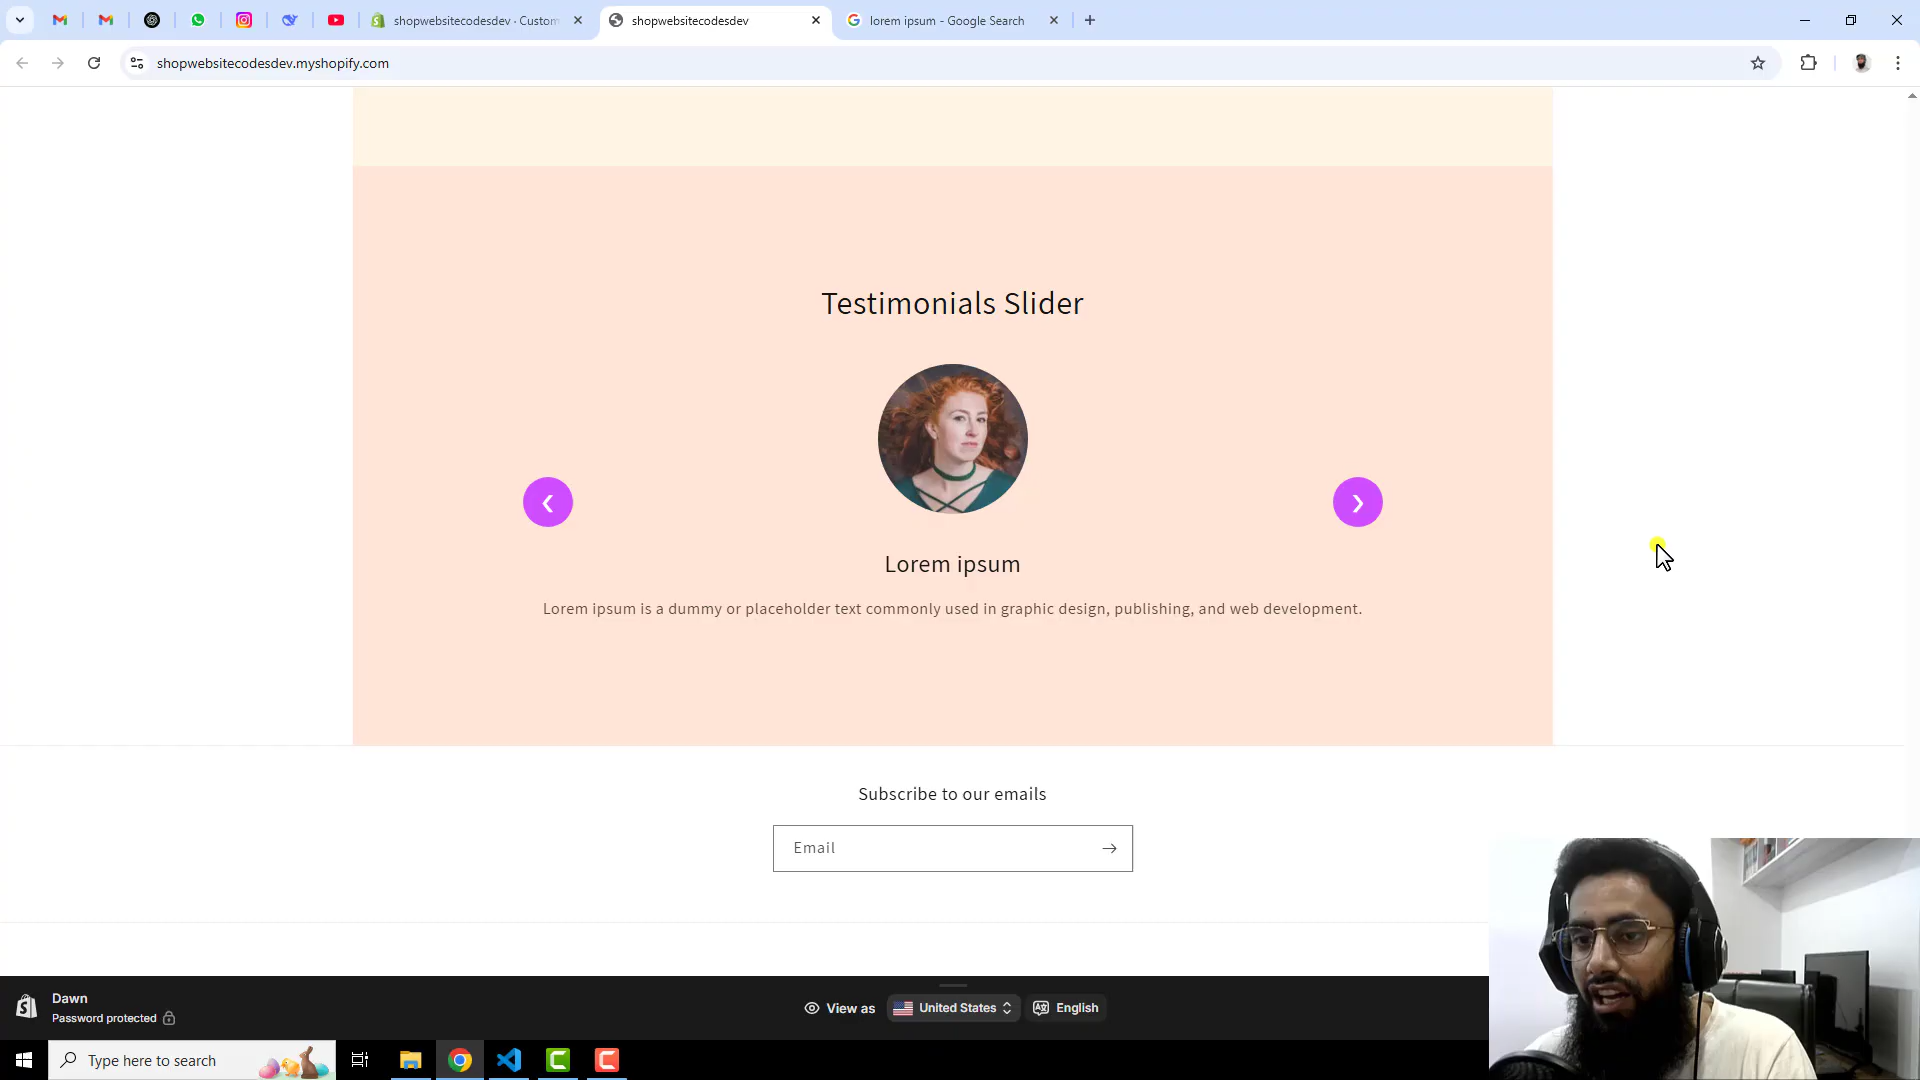 shopwebsitecodesdev · Custom
shopwebsitecodesdev
lorem ipsum - Google Search
shopwebsitecodesdev.myshopify.com
Testimonials Slider
Lorem ipsum
Lorem ipsum is a dummy or placeholder text commonly used in graphic design, publishing, and web development.
Subscribe to our emails
Email
Dawn
Password protected
View as
United States
English
Type here to search